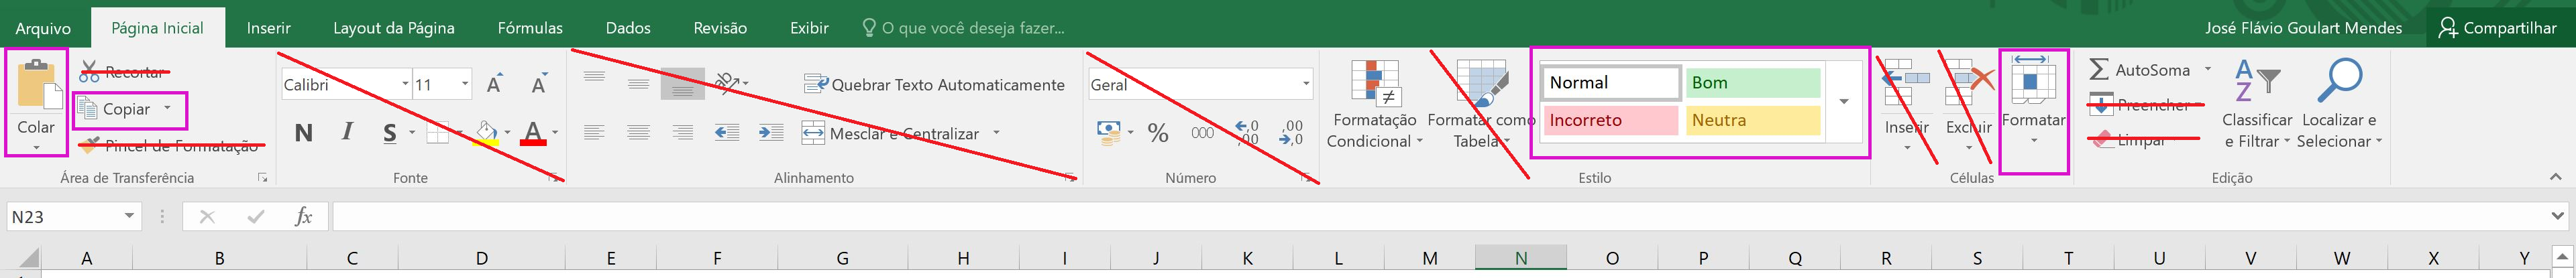 Arquivo Página Inicial Inserir Layout da Página Fórmulas Dados Revisão Exibir O que você deseja fazer... José Flávio Goulart Mendes Compartilhar
Colar
Recortar
Copiar
Pincel de Formatação
Área de Transferência
Calibri 11 A A
N I S A
Fonte
Quebrar Texto Automaticamente
Mesclar e Centralizar
Alinhamento
Geral
% 000 ,0 ,00 ,00 ,0
Número
Formatação Condicional
Formatar como Tabela
Normal Bom
Incorreto Neutra
Estilo
Inserir
Excluir
Formatar
Células
AutoSoma
Preencher
Limpar
Classificar e Filtrar
Localizar e Selecionar
Edição
N23 fx
A B C D E F G H I J K L M N O P Q R S T U V W X Y